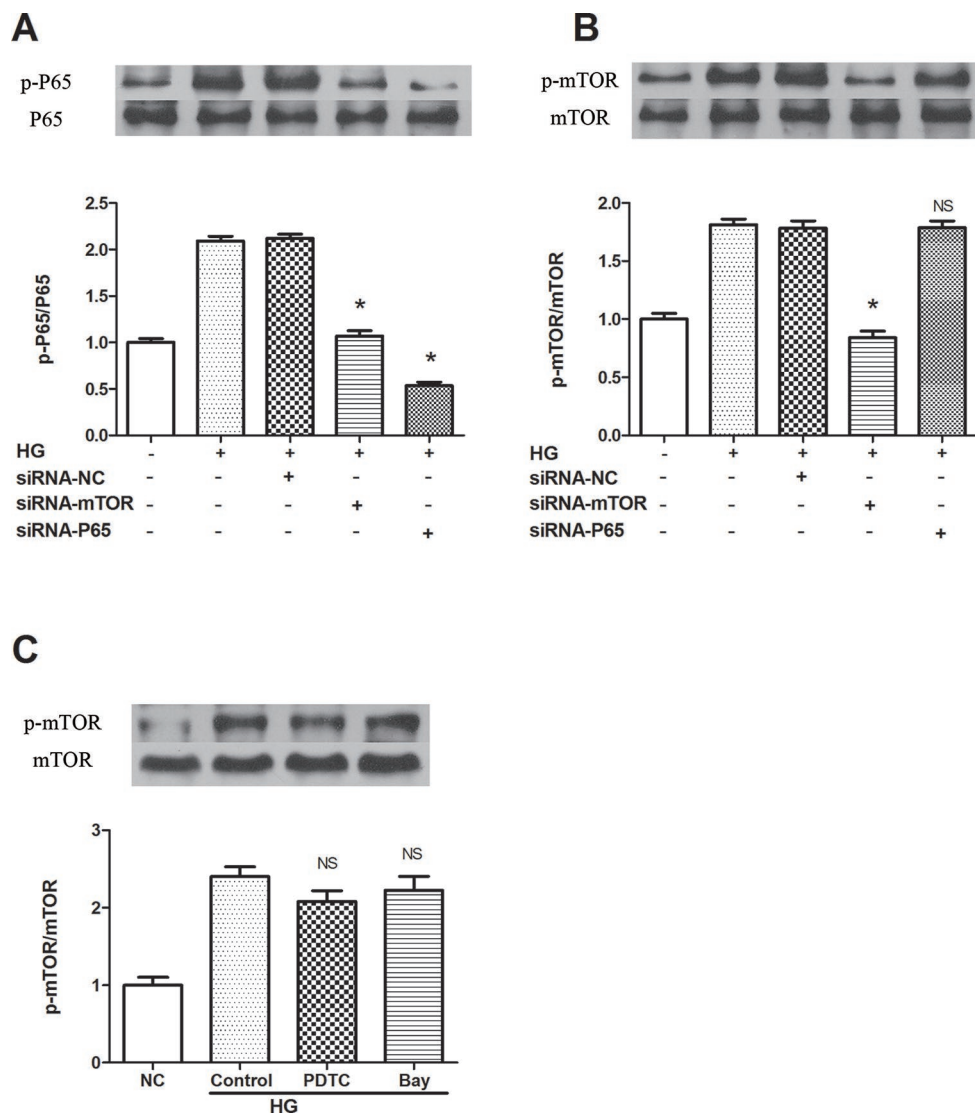 A
p-P65
P65
2.5
2.0
1.5
1.0
0.5
0.0
p-P65/P65
*
*
HG - + + + +
siRNA-NC - - + - -
siRNA-mTOR - - - + -
siRNA-P65 - - - - +
B
p-mTOR
mTOR
2.0
1.5
1.0
0.5
0.0
p-mTOR/mTOR
*
NS
HG - + + + +
siRNA-NC - - + - -
siRNA-mTOR - - - + -
siRNA-P65 - - - - +
C
p-mTOR
mTOR
3
2
1
0
p-mTOR/mTOR
NS
NS
NC Control PDTC Bay
HG